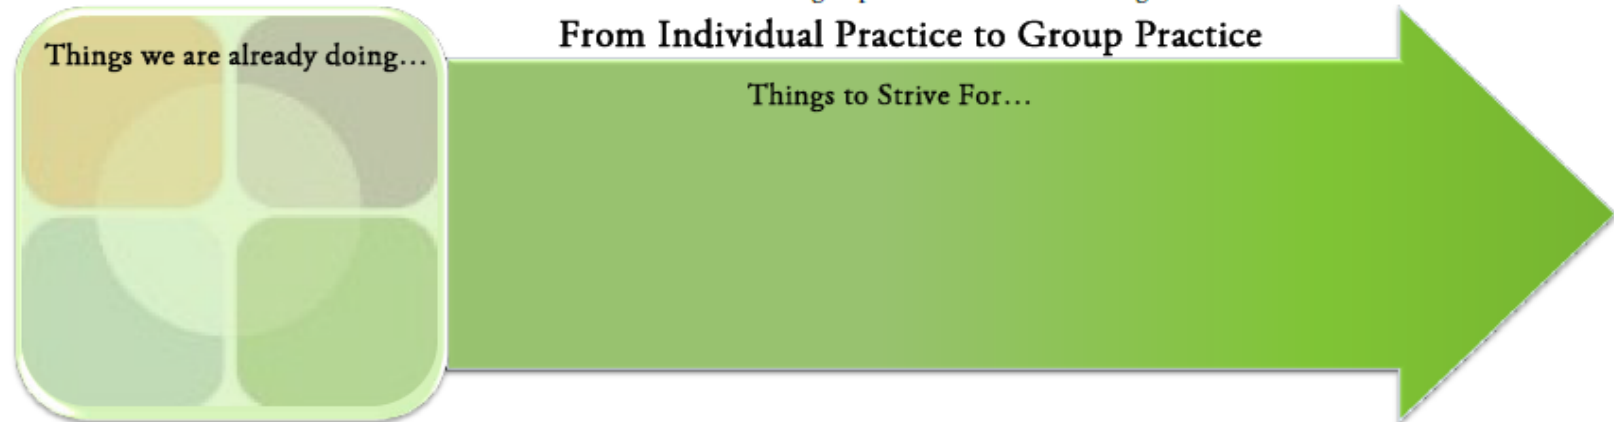 From Individual Practice to Group Practice
Things we are already doing…
Things to Strive For…